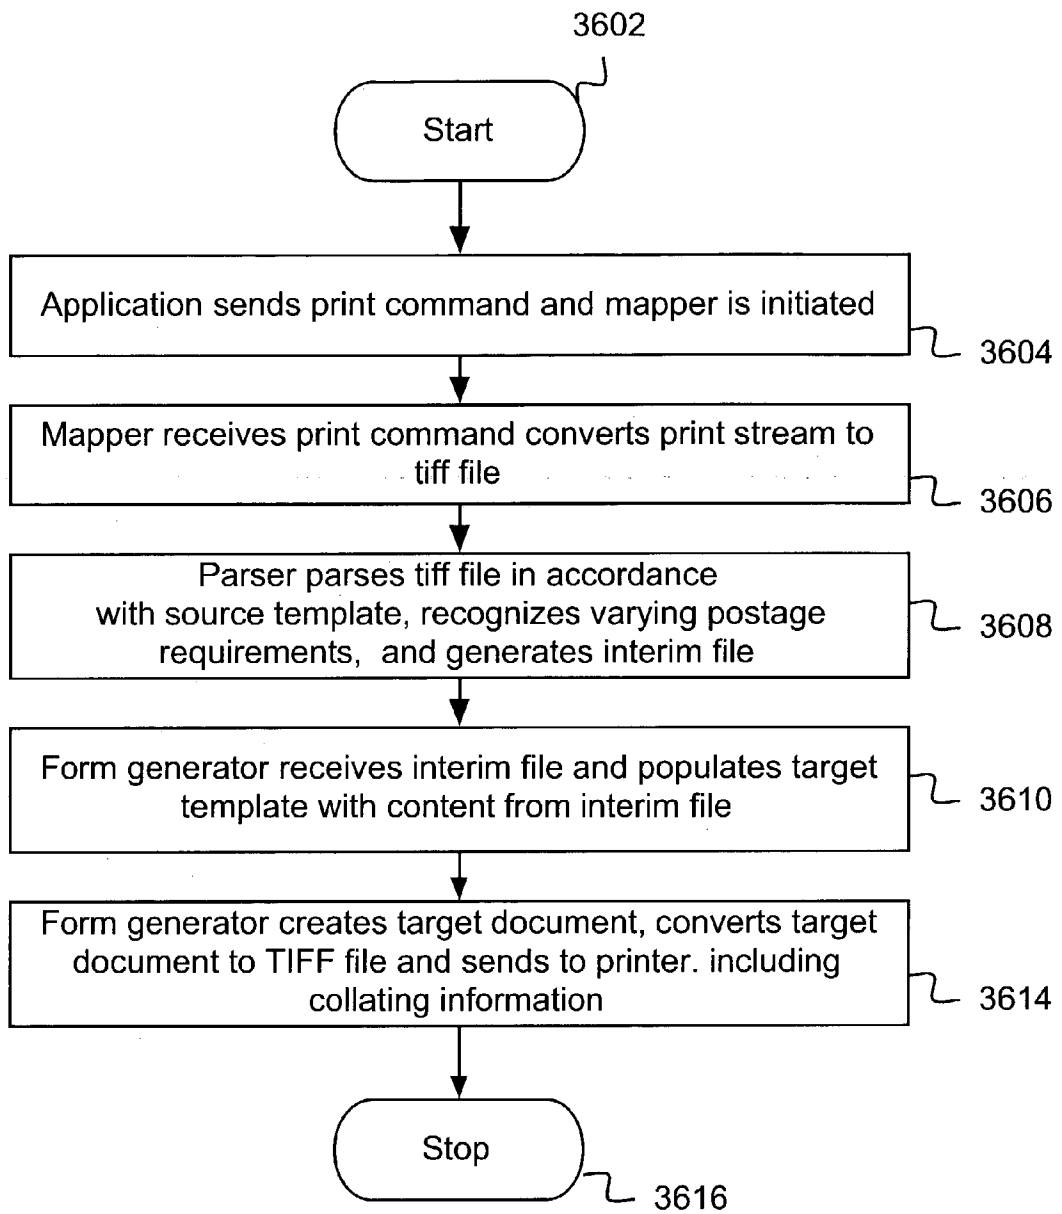 3602
Start
Application sends print command and mapper is initiated
3604
Mapper receives print command converts print stream to
tiff file
3606
Parser parses tiff file in accordance
with source template, recognizes varying postage
requirements, and generates interim file
3608
Form generator receives interim file and populates target
template with content from interim file
3610
Form generator creates target document, converts target
document to TIFF file and sends to printer. including
collating information
3614
Stop
3616